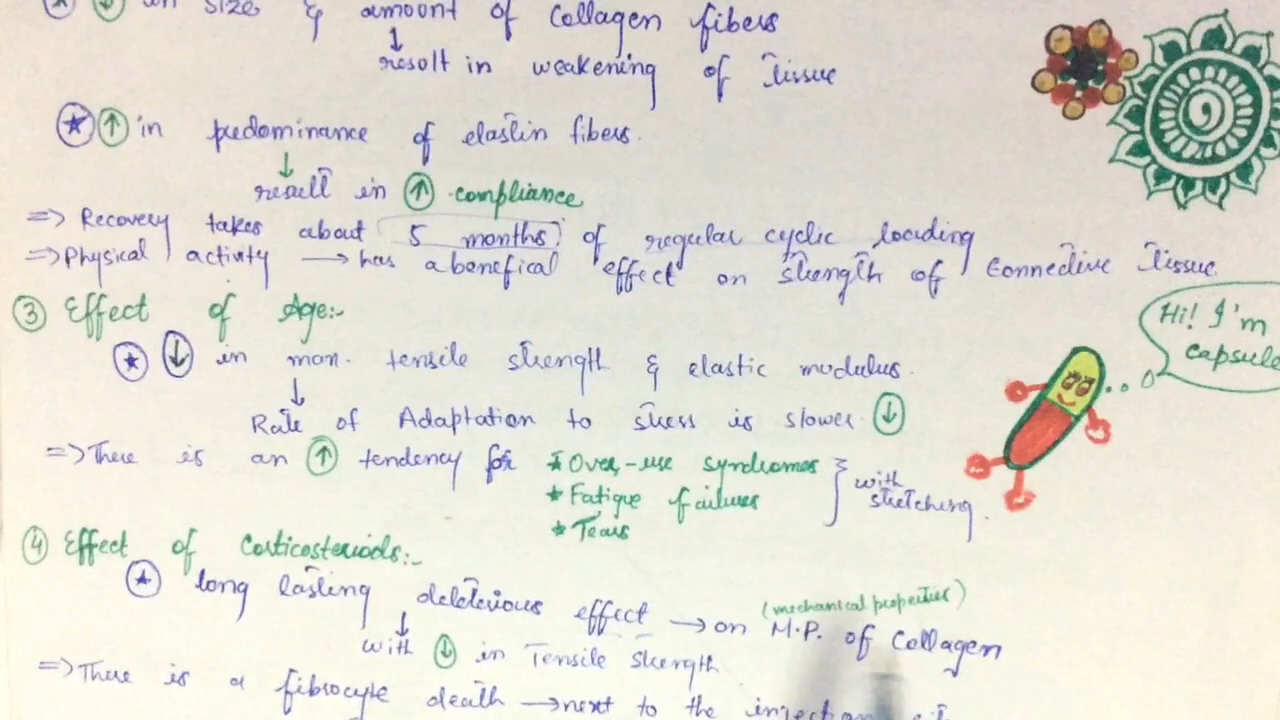 ★ ↓ in size & amount of collagen fibers
↓
result in weakening of tissue
★ ↑ in predominance of elastin fibers.
↓
result in ↑ compliance
=> Recovery takes about 5 months of regular cyclic loading
=> Physical activity → has a benefical effect on strength of connective tissue
③ Effect of Age:-
★ ↓ in max. tensile strength & elastic modulus.
↓
Rate of Adaptation to stress is slower ↓
=> There is an ↑ tendency for ★ Over-use syndromes
★ Fatigue failures
★ Tears
} with stretching.
Hi! I'm
capsule
④ Effect of Corticosteriods:-
★ long lasting deleterious effect → on M.P. of collagen
(mechanical properties)
↓
with ↓ in Tensile strength
=> There is a fibrocyte death → next to the injection